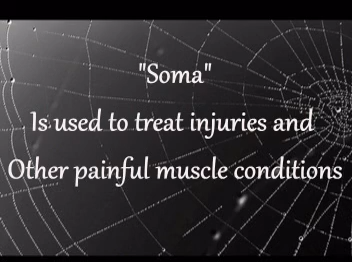 "Soma"
Is used to treat injuries and
Other painful muscle conditions